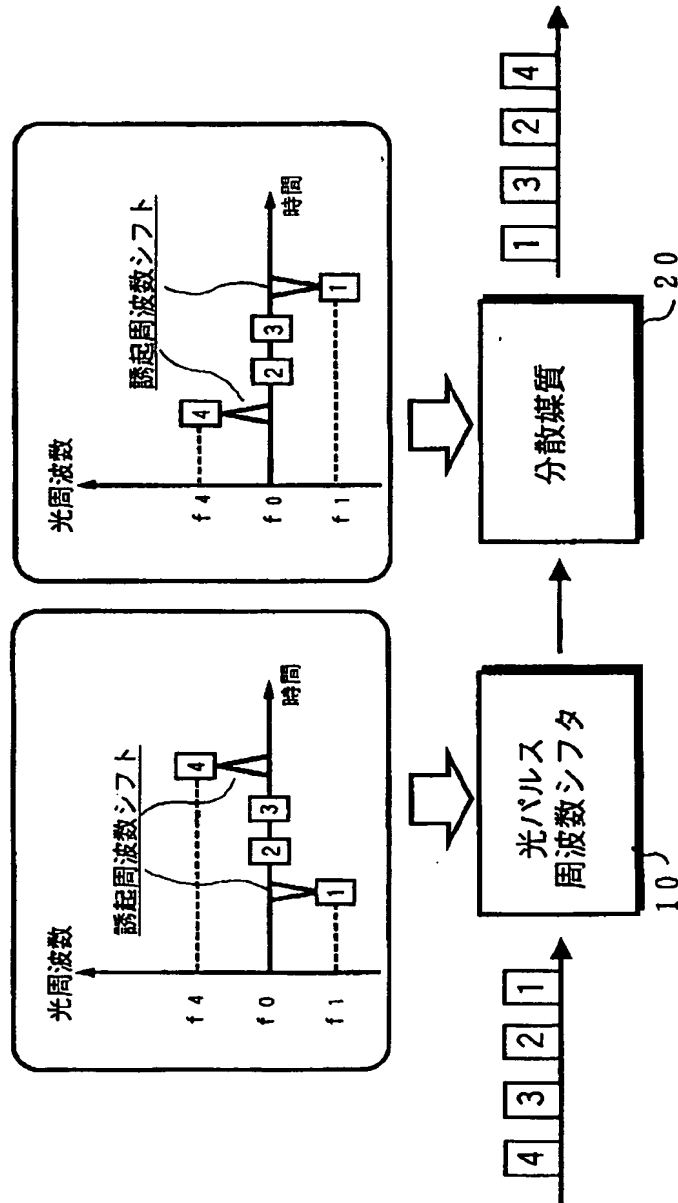 光周波数
f4
f0
f1
誘起周波数シフト
1
2
3
4
時間
光周波数
f4
f0
f1
誘起周波数シフト
4
2
3
1
時間
4 3 2 1
光パルス
周波数シフタ
10
分散媒質
20
1 3 2 4